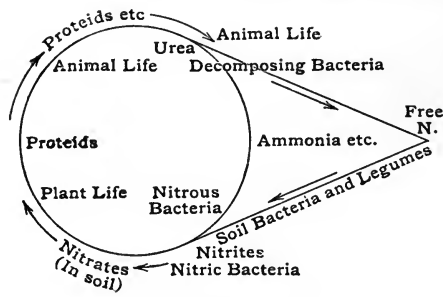 Proteids etc
Animal Life
Urea
Animal Life
Decomposing Bacteria
Free
N.
Proteids
Ammonia etc.
Plant Life
Nitrous
Bacteria
Soil Bacteria and Legumes
Nitrites
Nitric Bacteria
Nitrates
(In soil)